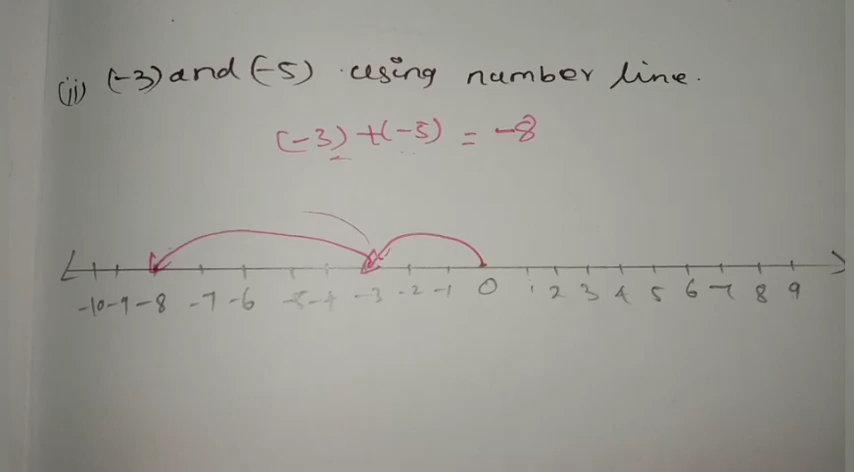 (ii) (-3) and (-5) using number line.
(-3) + (-5) = -8
-10 -9 -8 -7 -6 -5 -4 -3 -2 -1 0 1 2 3 4 5 6 7 8 9